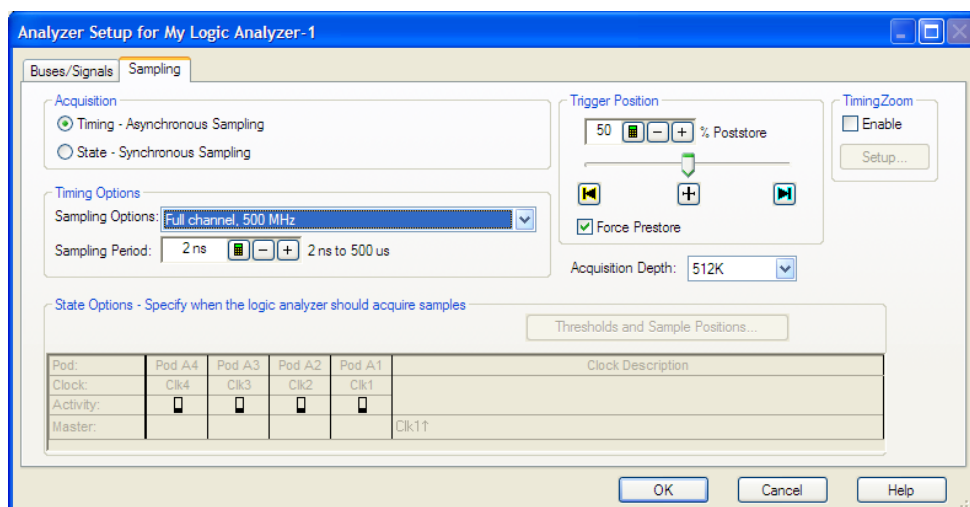 Analyzer Setup for My Logic Analyzer-1
Buses/Signals Sampling
Acquisition
Timing - Asynchronous Sampling
State - Synchronous Sampling
Timing Options
Sampling Options: Full channel, 500 MHz
Sampling Period: 2 ns 2 ns to 500 us
Trigger Position
50 % Poststore
Force Prestore
Acquisition Depth: 512K
TimingZoom
Enable
Setup...
State Options - Specify when the logic analyzer should acquire samples
Thresholds and Sample Positions...
Pod: Pod A4 Pod A3 Pod A2 Pod A1 Clock Description
Clock: Clk4 Clk3 Clk2 Clk1
Activity:
Master: Clk1↑
OK Cancel Help